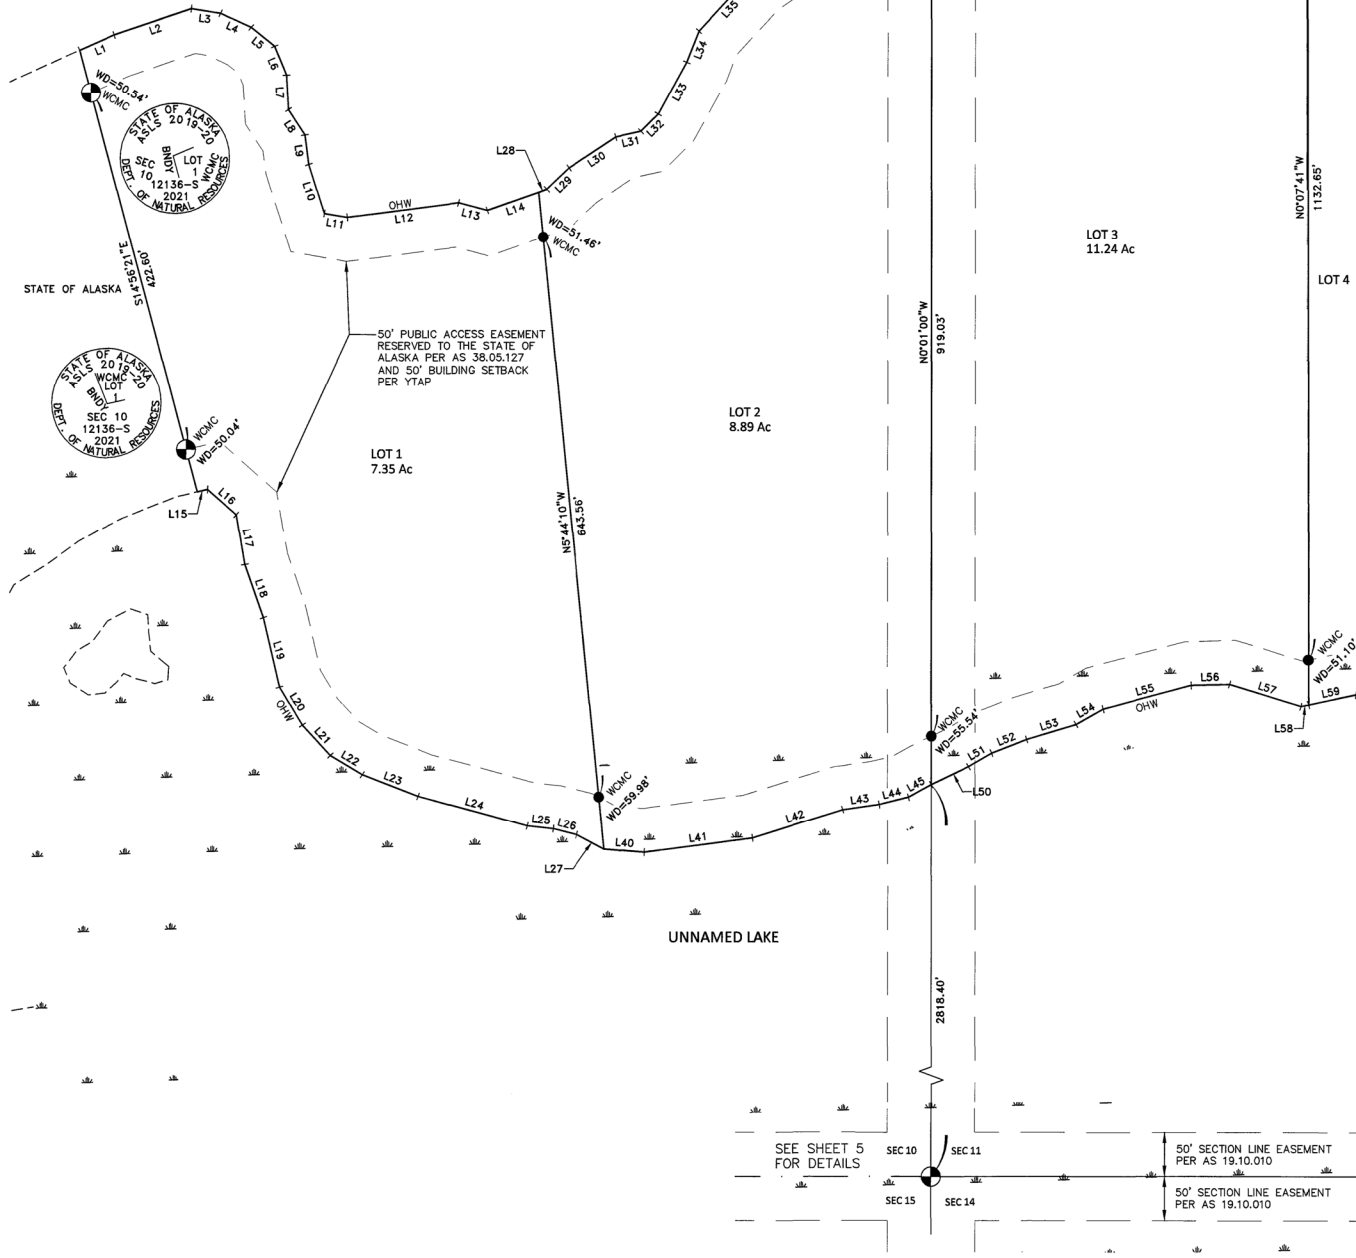 L1
L2
L3
L4
L5
L6
L7
L8
L9
L10
L11
OHW
L12
L13
L14
L28
L29
L30
L31
L32
L33
L34
L35
WD=50.54'
WCMC
STATE OF ALASKA
ASLS 2019-20
BNDY
SEC
10
LOT
1
WCMC
12136-S
2021
DEPT. OF NATURAL RESOURCES
S14°56'21"E
422.60'
STATE OF ALASKA
WD=51.46'
WCMC
50' PUBLIC ACCESS EASEMENT
RESERVED TO THE STATE OF
ALASKA PER AS 38.05.127
AND 50' BUILDING SETBACK
PER YTAP
STATE OF ALASKA
ASLS 2019-20
WCMC
LOT
1
BNDY
SEC 10
12136-S
2021
DEPT. OF NATURAL RESOURCES
WCMC
WD=50.04'
LOT 1
7.35 Ac
N5°44'10"W
643.56'
LOT 2
8.89 Ac
N0°01'00"W
919.03'
LOT 3
11.24 Ac
N0°07'41"W
1132.65'
LOT 4
L15
L16
L17
L18
L19
OHW
L20
L21
L22
L23
L24
L25
L26
L27
WCMC
WD=59.98'
L40
L41
L42
L43
L44
L45
WCMC
WD=55.54'
L50
L51
L52
L53
L54
L55
OHW
L56
L57
L58
L59
WCMC
WD=51.10'
UNNAMED LAKE
2818.40'
SEE SHEET 5
FOR DETAILS
SEC 10
SEC 11
SEC 15
SEC 14
50' SECTION LINE EASEMENT
PER AS 19.10.010
50' SECTION LINE EASEMENT
PER AS 19.10.010